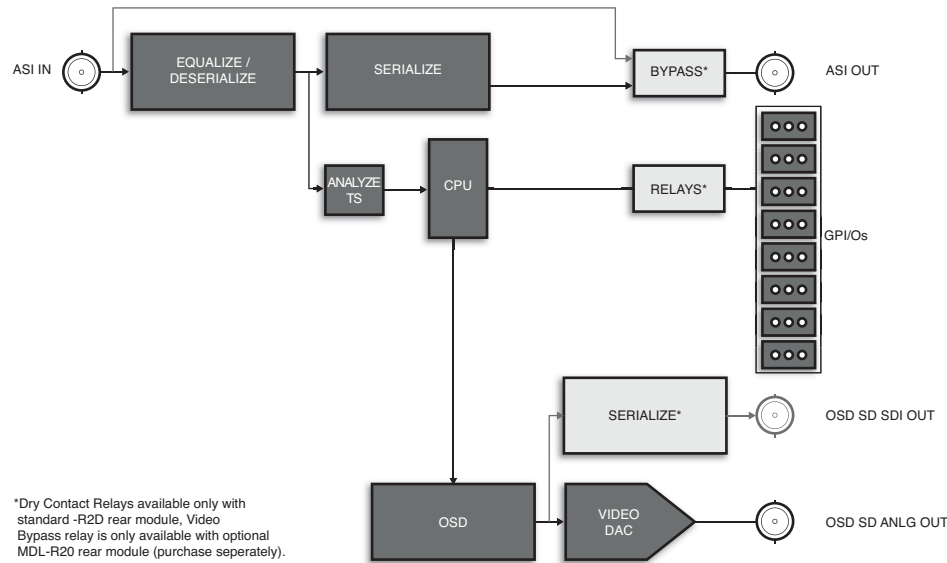 ASI IN
EQUALIZE /
DESERIALIZE
SERIALIZE
BYPASS*
ASI OUT
ANALYZE
TS
CPU
RELAYS*
GPI/Os
SERIALIZE*
OSD SD SDI OUT
OSD
VIDEO
DAC
OSD SD ANLG OUT
*Dry Contact Relays available only with
standard -R2D rear module, Video
Bypass relay is only available with optional
MDL-R20 rear module (purchase seperately).